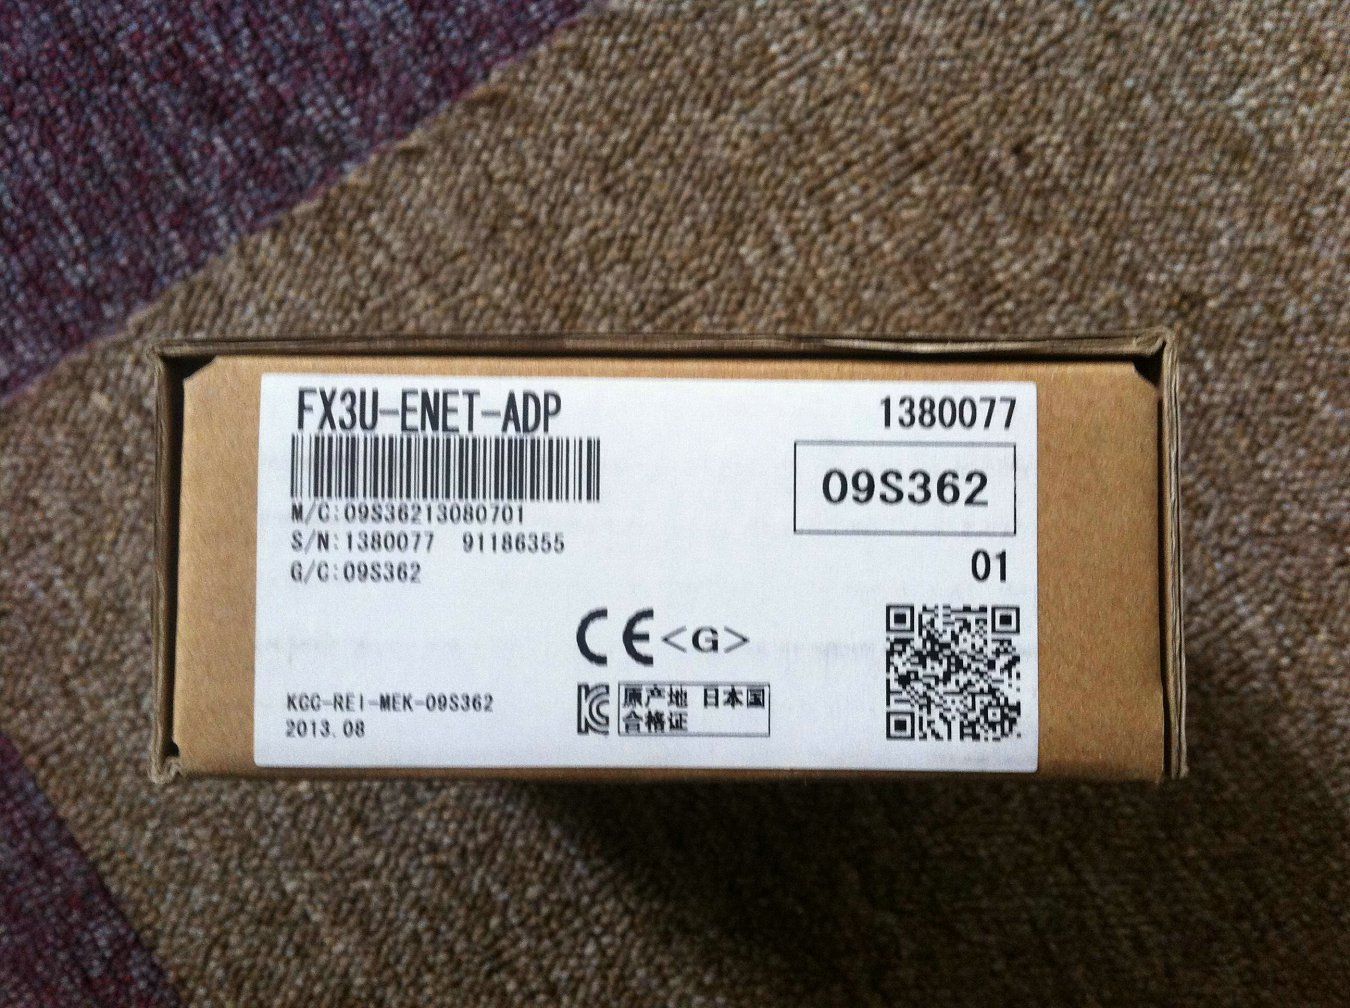 FX3U-ENET-ADP
1380077
M/C:09S36213080701
09S362
S/N:1380077 91186355
G/C:09S362
01
CE<G>
KCC-REI-MEK-09S362
2013.08
原产地 日本国
合格证